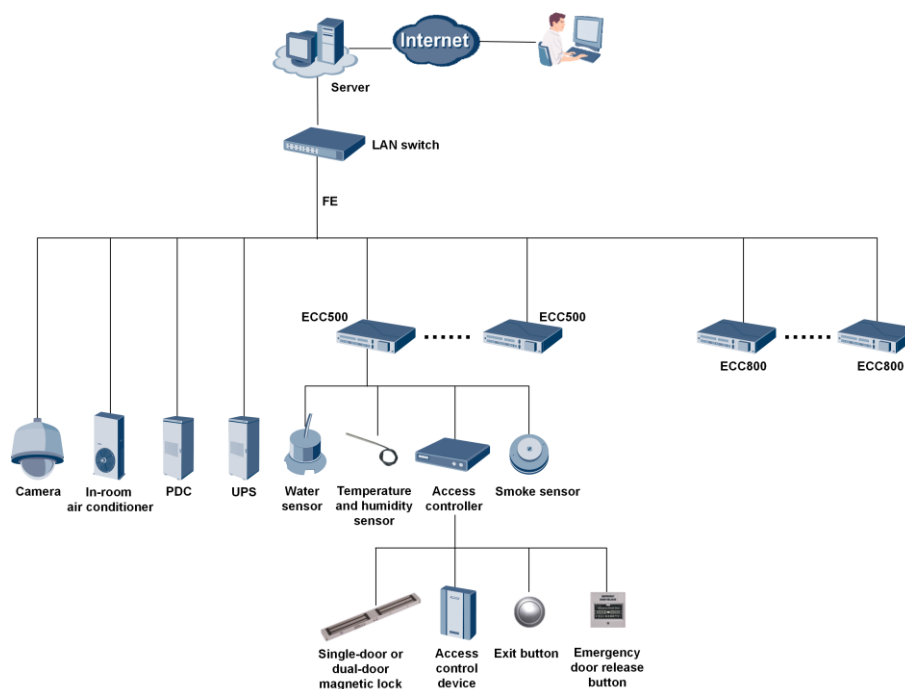 Internet
Server
LAN switch
FE
ECC500
ECC500
ECC800
ECC800
Camera
In-room
air conditioner
PDC
UPS
Water
sensor
Temperature
and humidity
sensor
Access
controller
Smoke sensor
Single-door or
dual-door
magnetic lock
Access
control
device
Exit button
Emergency
door release
button